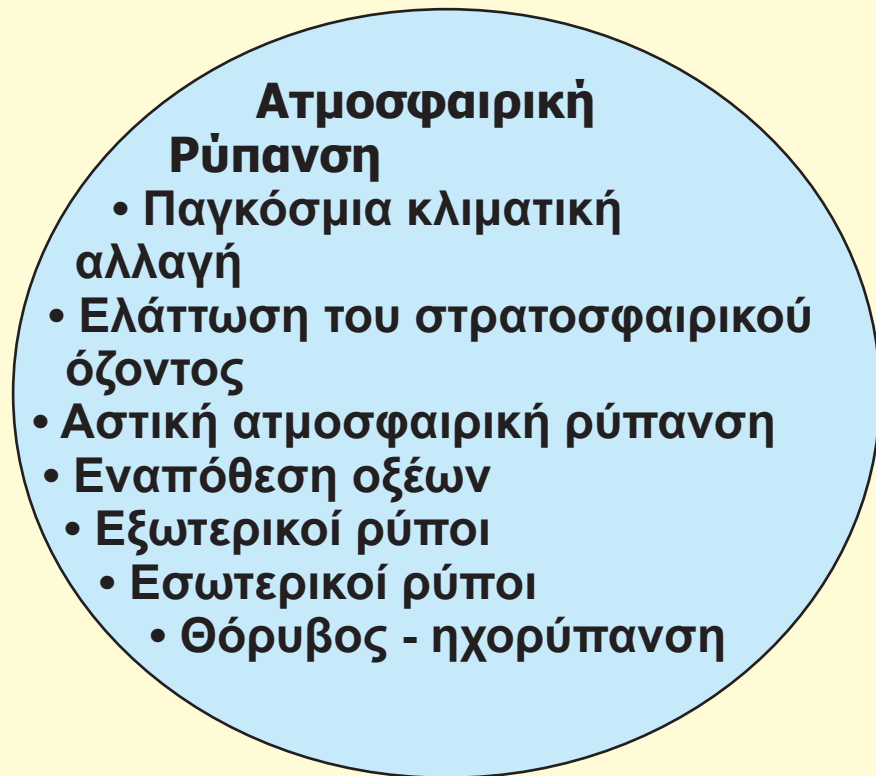 Ατμοσφαιρική
Ρύπανση
• Παγκόσμια κλιματική
αλλαγή
• Ελάττωση του στρατοσφαιρικού
όζοντος
• Αστική ατμοσφαιρική ρύπανση
• Εναπόθεση οξέων
• Εξωτερικοί ρύποι
• Εσωτερικοί ρύποι
• Θόρυβος - ηχορύπανση